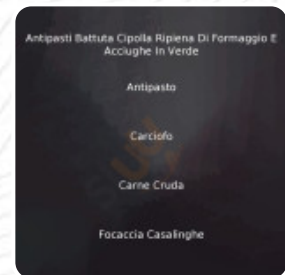 Antipasti Battuta Cipolla Ripiena Di Formaggio E
Acciughe In Verde
Antipasto
Carciofo
Carne Cruda
Focaccia Casalinghe